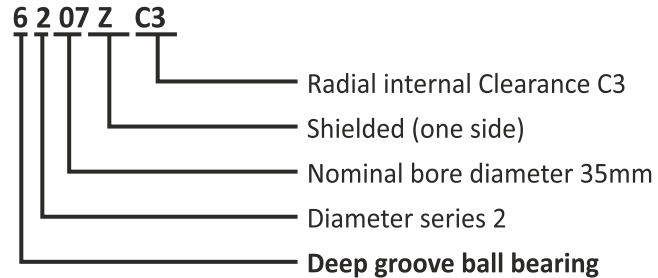 6 2 07 Z C3
Radial internal Clearance C3
Shielded (one side)
Nominal bore diameter 35mm
Diameter series 2
Deep groove ball bearing